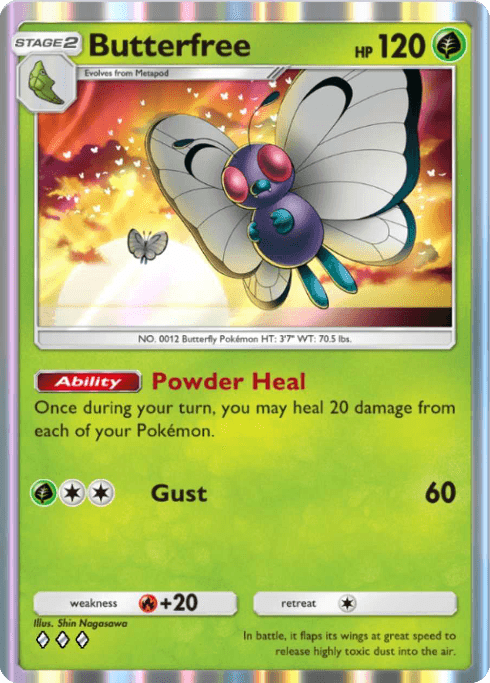 STAGE2 Butterfree HP 120
Evolves from Metapod
NO. 0012 Butterfly Pokémon HT: 3'7" WT: 70.5 lbs.
Ability Powder Heal
Once during your turn, you may heal 20 damage from
each of your Pokémon.
Gust 60
weakness +20 retreat
Illus. Shin Nagasawa
In battle, it flaps its wings at great speed to
release highly toxic dust into the air.